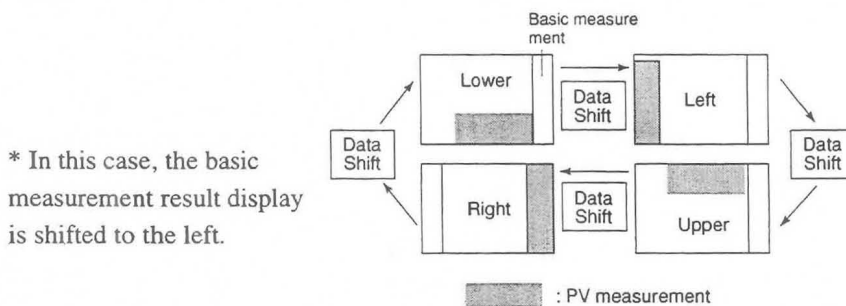 * In this case, the basic
measurement result display
is shifted to the left.
Basic measure
ment
Lower
Data
Shift
Left
Data
Shift
Data
Shift
Right
Data
Shift
Upper
: PV measurement